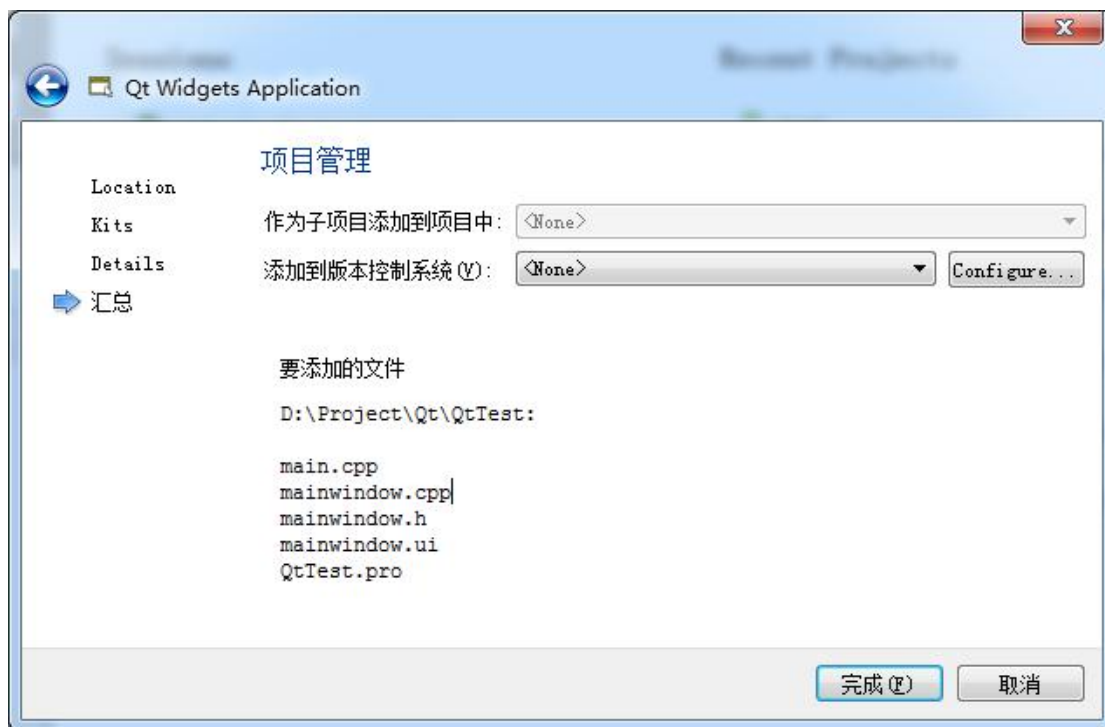 Sessions
Recent Projects
Qt Widgets Application
Location
Kits
Details
汇总
项目管理
作为子项目添加到项目中:
<None>
添加到版本控制系统(V):
<None>
Configure...
要添加的文件
D:\Project\Qt\QtTest:
main.cpp
mainwindow.cpp
mainwindow.h
mainwindow.ui
QtTest.pro
完成(F)
取消